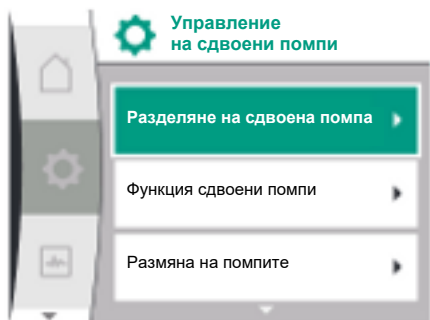 Управление
на сдвоени помпи
Разделяне на сдвоена помпа
Функция сдвоени помпи
Размяна на помпите